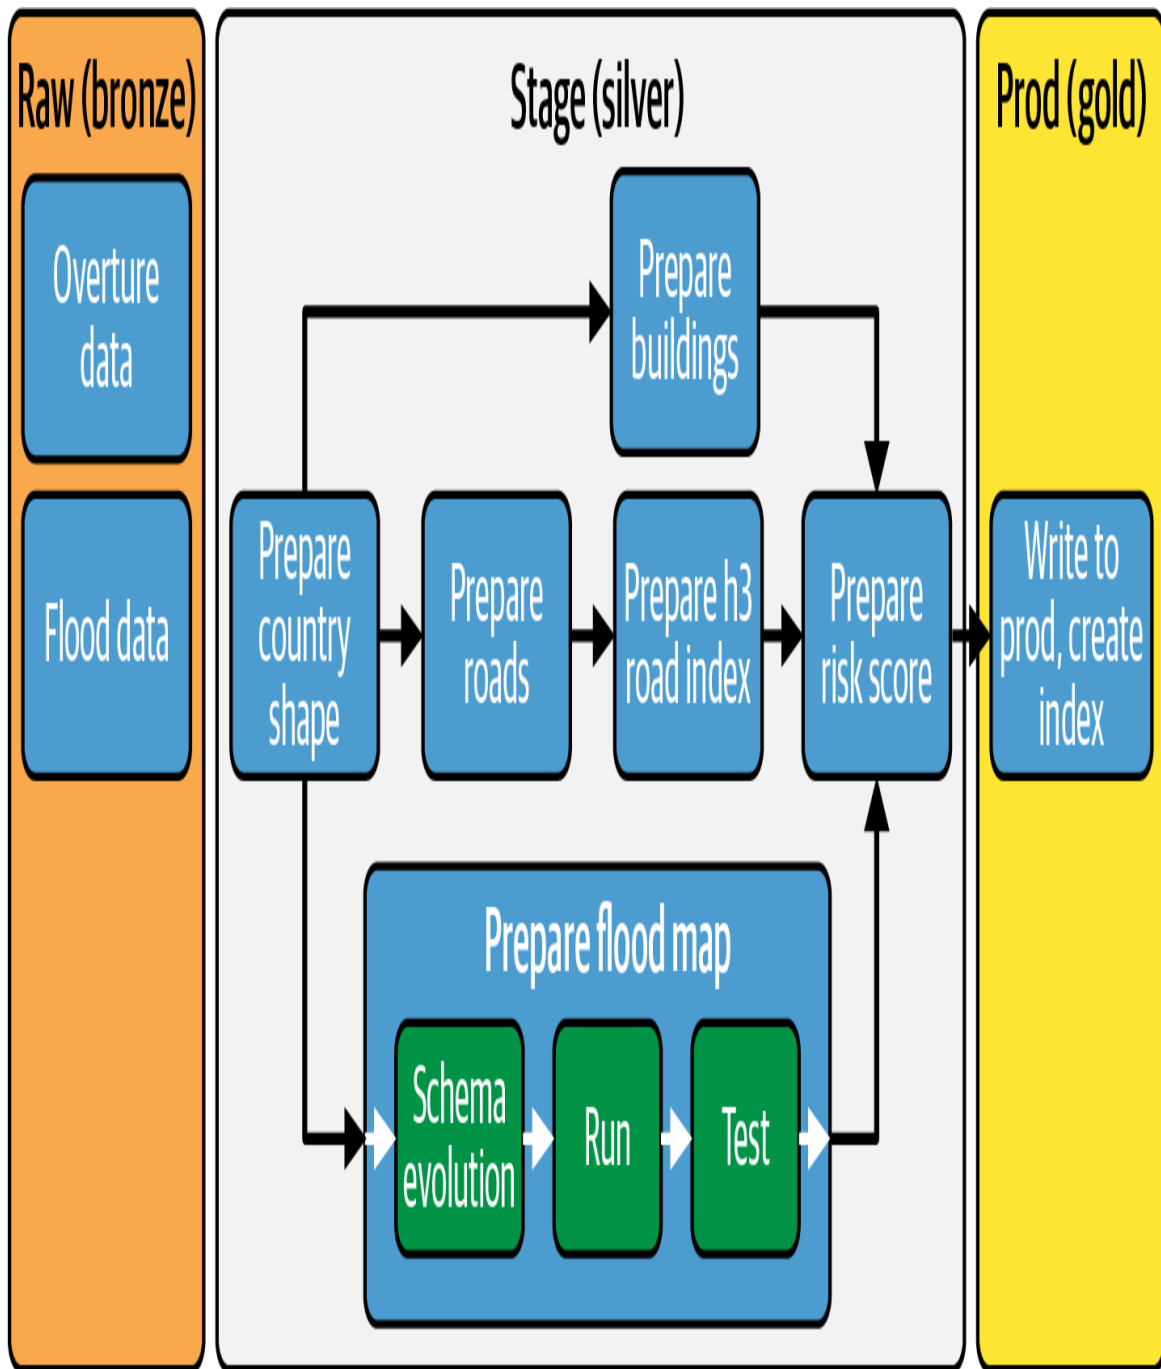 Raw (bronze)
Overture
data
Flood data
Stage (silver)
Prepare
buildings
Prepare
country
shape
Prepare
roads
Prepare h3
road index
Prepare
risk score
Prepare flood map
Schema
evolution
Run
Test
Prod (gold)
Write to
prod, create
index